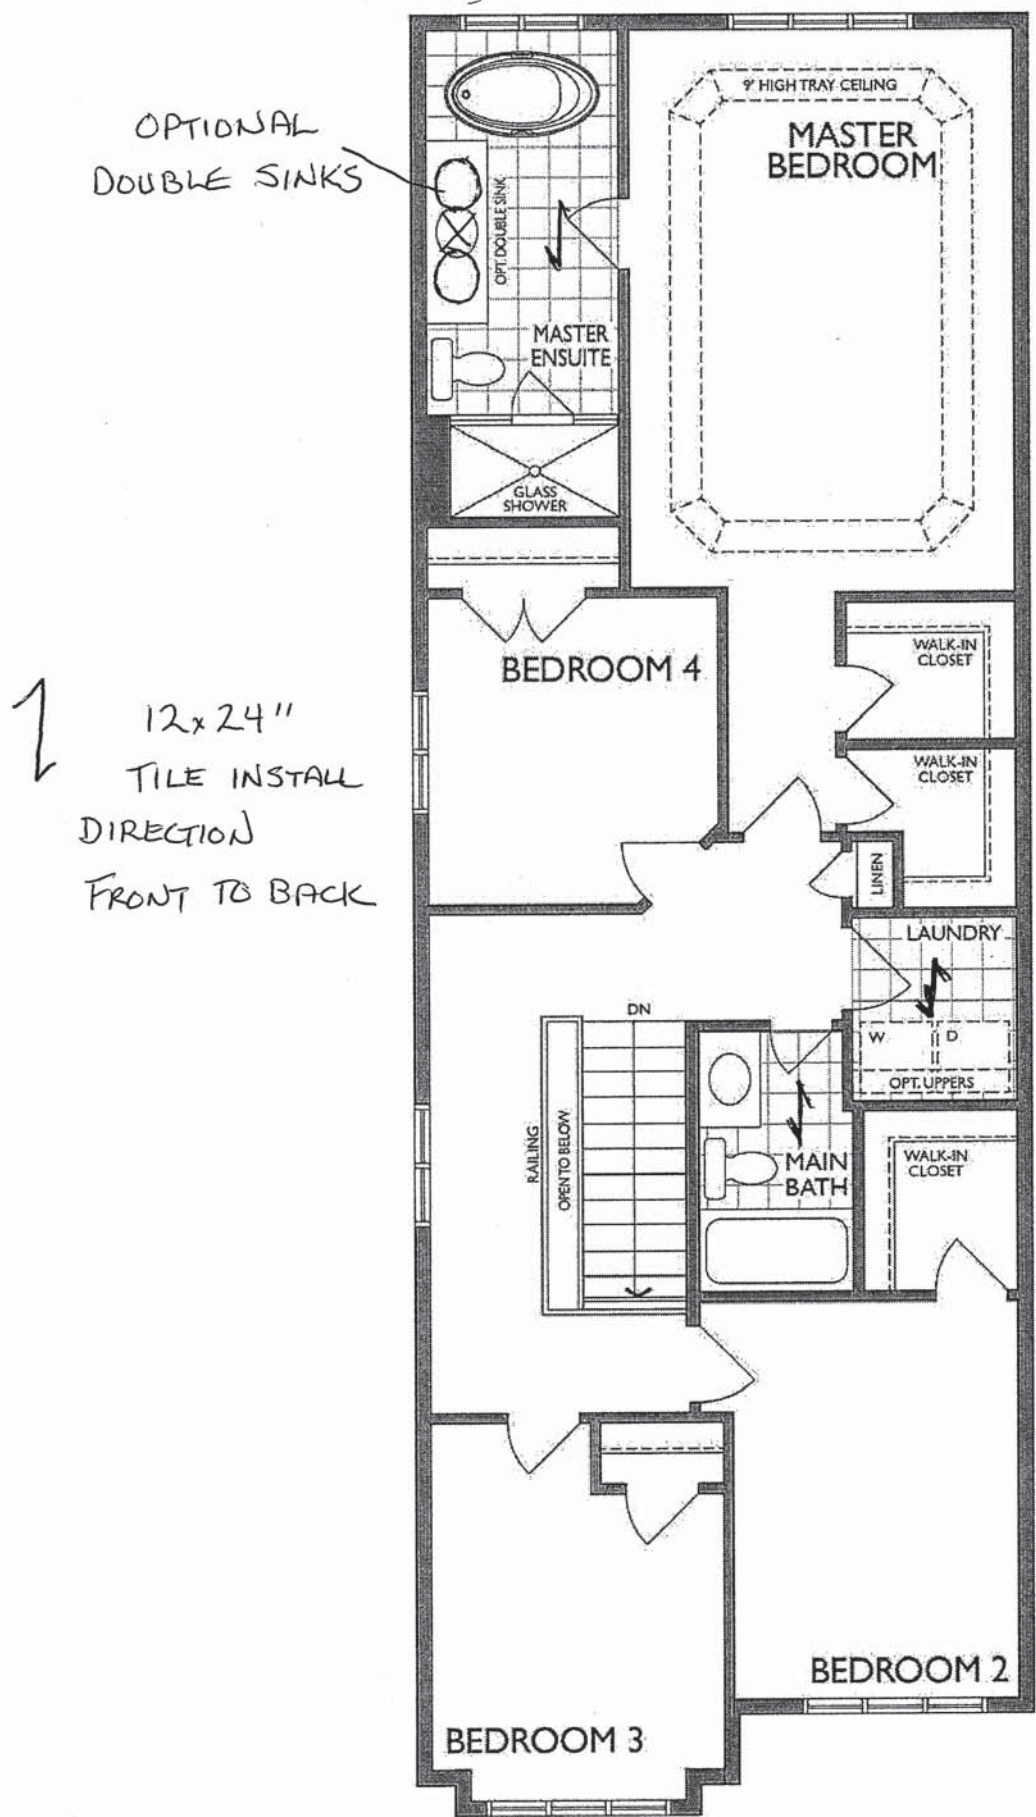 OPTIONAL
DOUBLE SINKS
9' HIGH TRAY CEILING
MASTER
BEDROOM
OPT. DOUBLE SINK
MASTER
ENSUITE
GLASS
SHOWER
BEDROOM 4
WALK-IN
CLOSET
WALK-IN
CLOSET
12x24"
TILE INSTALL
DIRECTION
FRONT TO BACK
LINEN
LAUNDRY
W
D
OPT. UPPERS
DN
RAILING
OPEN TO BELOW
MAIN
BATH
WALK-IN
CLOSET
BEDROOM 2
BEDROOM 3